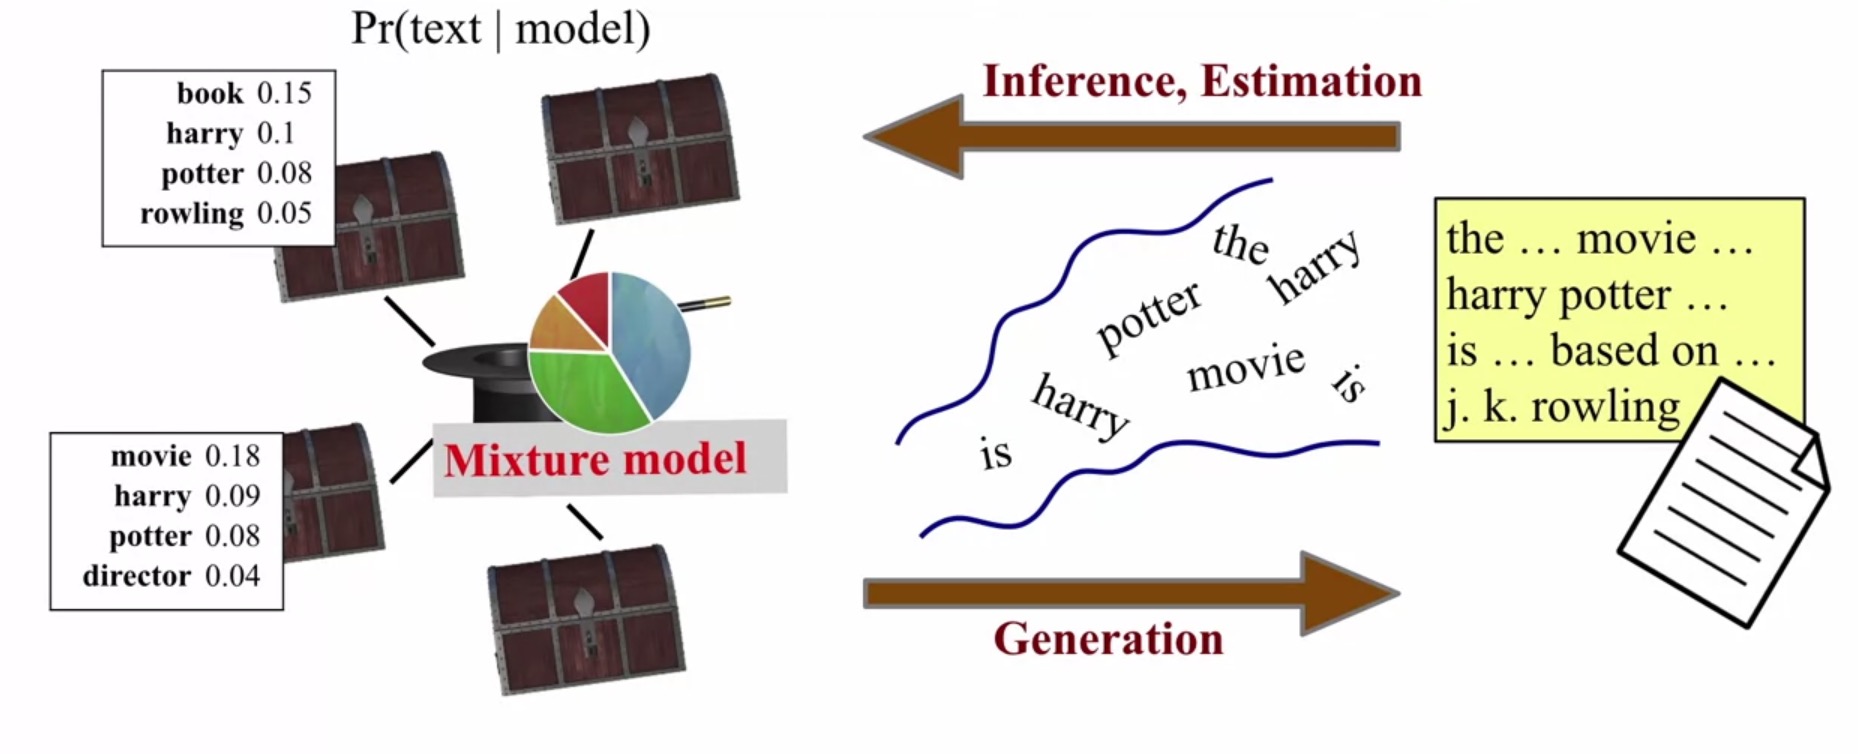 Pr(text | model)
book 0.15
harry 0.1
potter 0.08
rowling 0.05
movie 0.18
harry 0.09
potter 0.08
director 0.04
Mixture model
Inference, Estimation
the
harry
potter
movie
is
harry
is
Generation
the … movie …
harry potter …
is … based on …
j. k. rowling